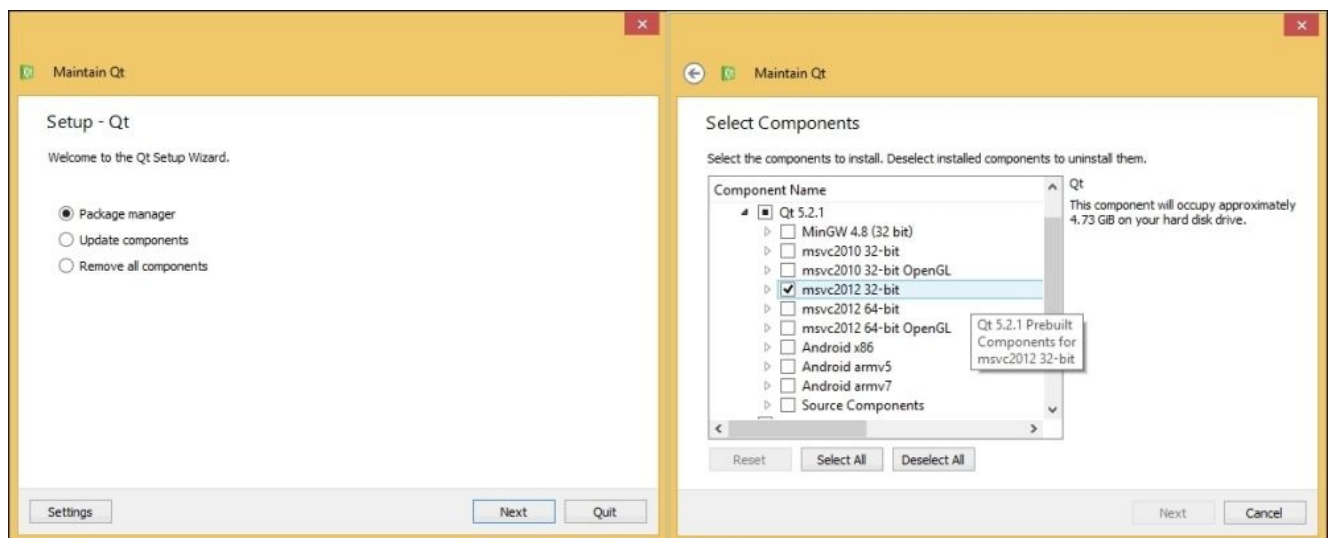 Maintain Qt
Setup - Qt
Welcome to the Qt Setup Wizard.
Package manager
Update components
Remove all components
Settings
Next
Quit
Maintain Qt
Select Components
Select the components to install. Deselect installed components to uninstall them.
Component Name
Qt 5.2.1
MinGW 4.8 (32 bit)
msvc2010 32-bit
msvc2010 32-bit OpenGL
msvc2012 32-bit
msvc2012 64-bit
msvc2012 64-bit OpenGL
Android x86
Android armv5
Android armv7
Source Components
Qt 5.2.1 Prebuilt
Components for
msvc2012 32-bit
Qt
This component will occupy approximately
4.73 GiB on your hard disk drive.
Reset
Select All
Deselect All
Next
Cancel